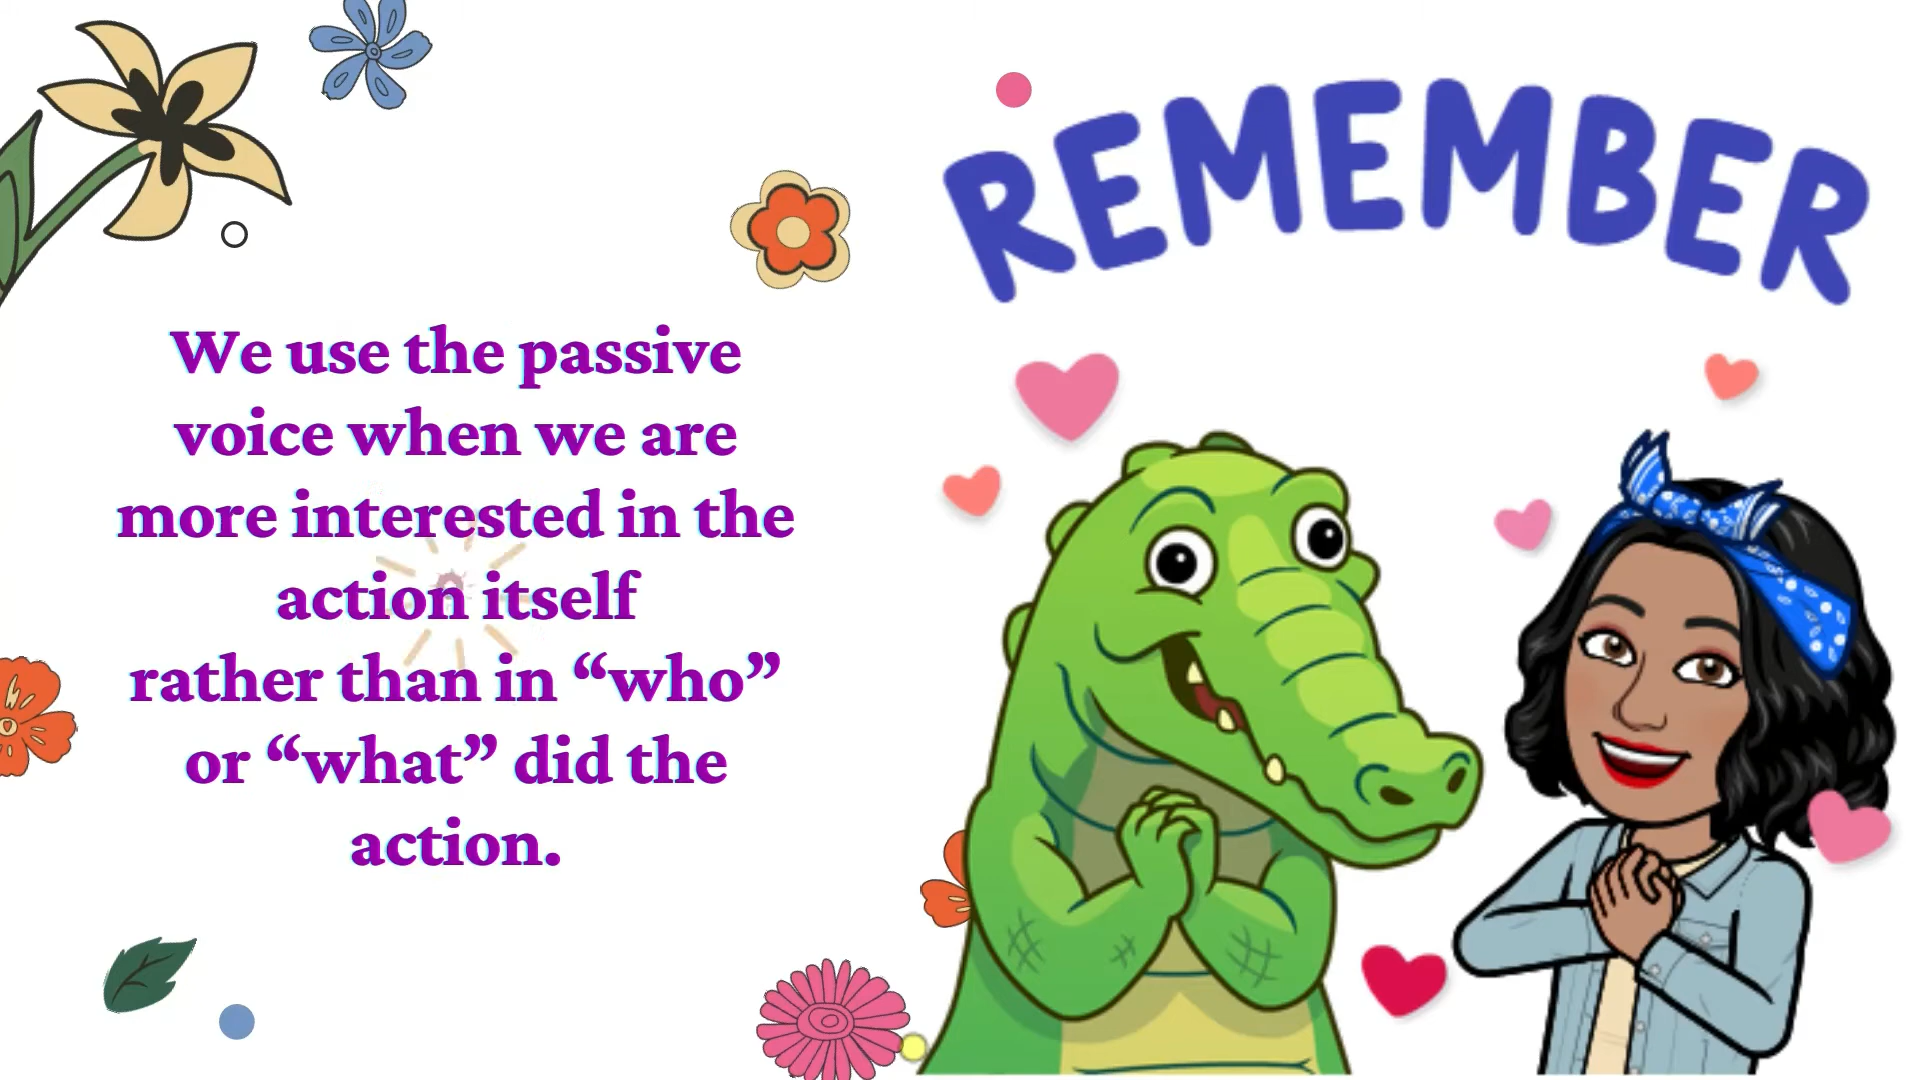 REMEMBER
We use the passive
voice when we are
more interested in the
action itself
rather than in “who”
or “what” did the
action.